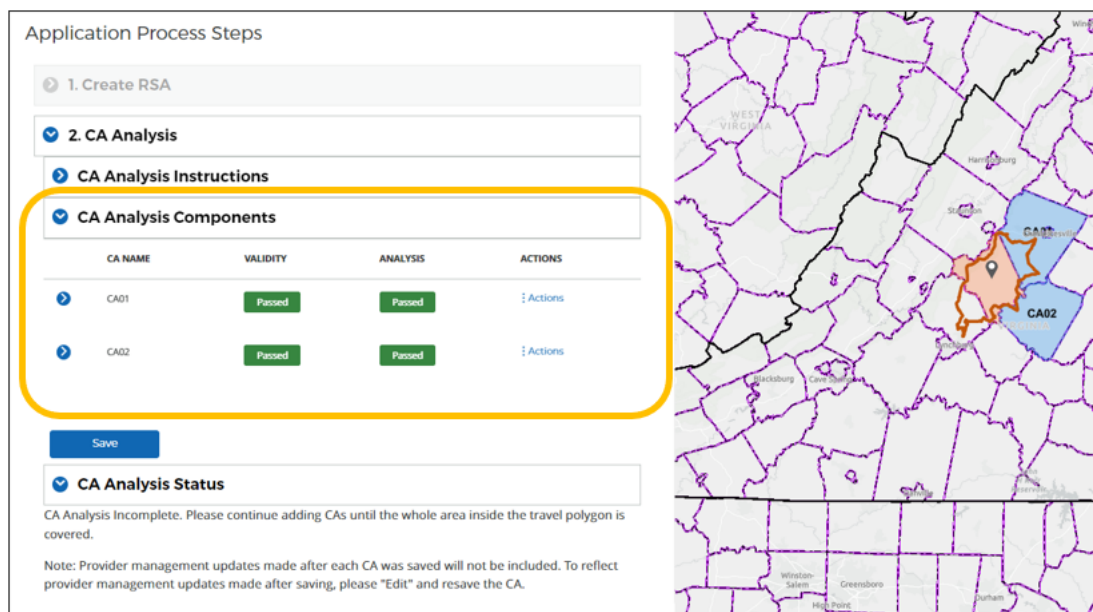 Application Process Steps
1. Create RSA
2. CA Analysis
CA Analysis Instructions
CA Analysis Components
CA NAME VALIDITY ANALYSIS ACTIONS
CA01 Passed Passed Actions
CA02 Passed Passed Actions
Save
CA Analysis Status
CA Analysis Incomplete. Please continue adding CAs until the whole area inside the travel polygon is
covered.
Note: Provider management updates made after each CA was saved will not be included. To reflect
provider management updates made after saving, please "Edit" and resave the CA.
WEST
VIRGINIA
Staunton
CA02
Blacksburg
Winston-
Salem
Greensboro
High Point
Durham